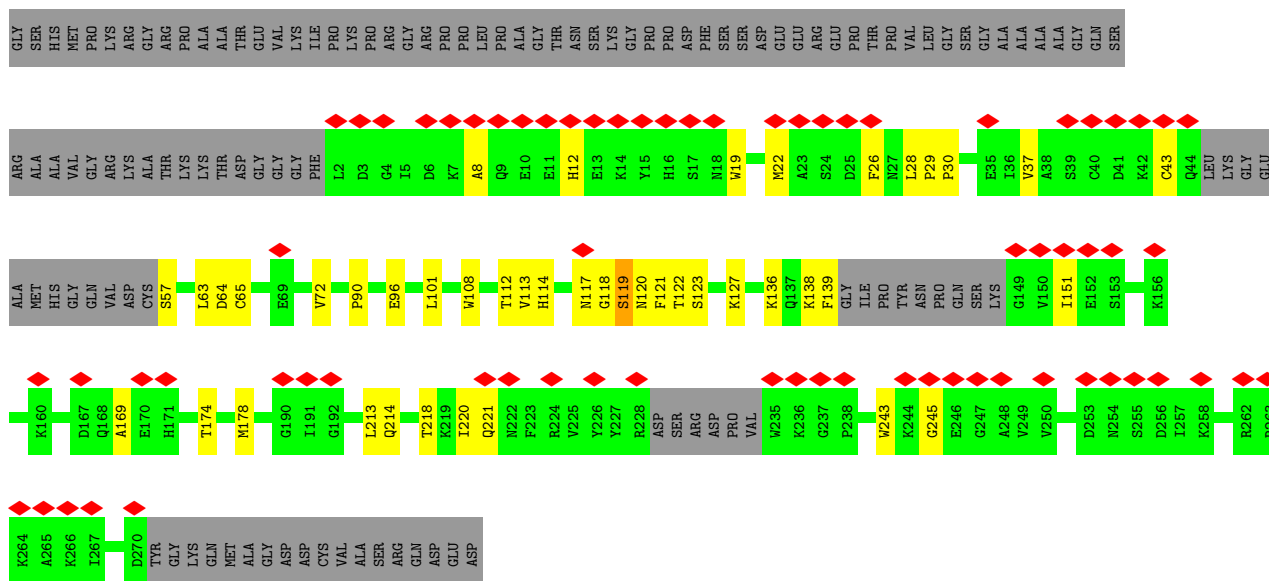 GLY SER HIS MET PRO LYS ARG GLY ARG PRO ALA ALA THR GLU VAL LYS ILE PRO LYS PRO ARG GLY ARG PRO PRO LEU PRO ALA GLY THR ASN SER LYS GLY PRO PRO ASP PHE SER SER ASP GLU GLU ARG GLU PRO THR PRO VAL LEU GLY SER GLY ALA ALA ALA ALA GLY GLN SER
ARG ALA ALA VAL GLY ARG LYS ALA THR LYS LYS THR ASP GLY GLY GLY PHE L2 D3 G4 I5 D6 K7 A8 Q9 E10 E11 H12 E13 K14 Y15 H16 S17 N18 W19 M22 A23 S24 D25 F26 N27 L28 P29 P30 E35 I36 V37 A38 S39 C40 D41 K42 C43 Q44 LEU LYS GLY GLU
ALA MET HIS GLY GLN VAL ASP CYS S57 L63 D64 C65 E69 V72 P90 E96 L101 W108 T112 V113 H114 N117 G118 S119 N120 F121 T122 S123 K127 K136 Q137 K138 F139 GLY ILE PRO TYR ASN PRO GLN SER LYS G149 V150 I151 E152 S153 K156
K160 D167 Q168 A169 E170 H171 T174 M178 G190 I191 G192 L213 Q214 T218 K219 I220 Q221 N222 F223 R224 V225 Y226 Y227 R228 ASP SER ARG ASP PRO VAL W235 K236 G237 P238 W243 K244 G245 E246 G247 A248 V249 V250 D253 N254 S255 D256 I257 K258 R262
K264 A265 K266 I267 D270 TYR GLY LYS GLN MET ALA GLY ASP ASP CYS VAL ALA SER ARG GLN ASP GLU ASP